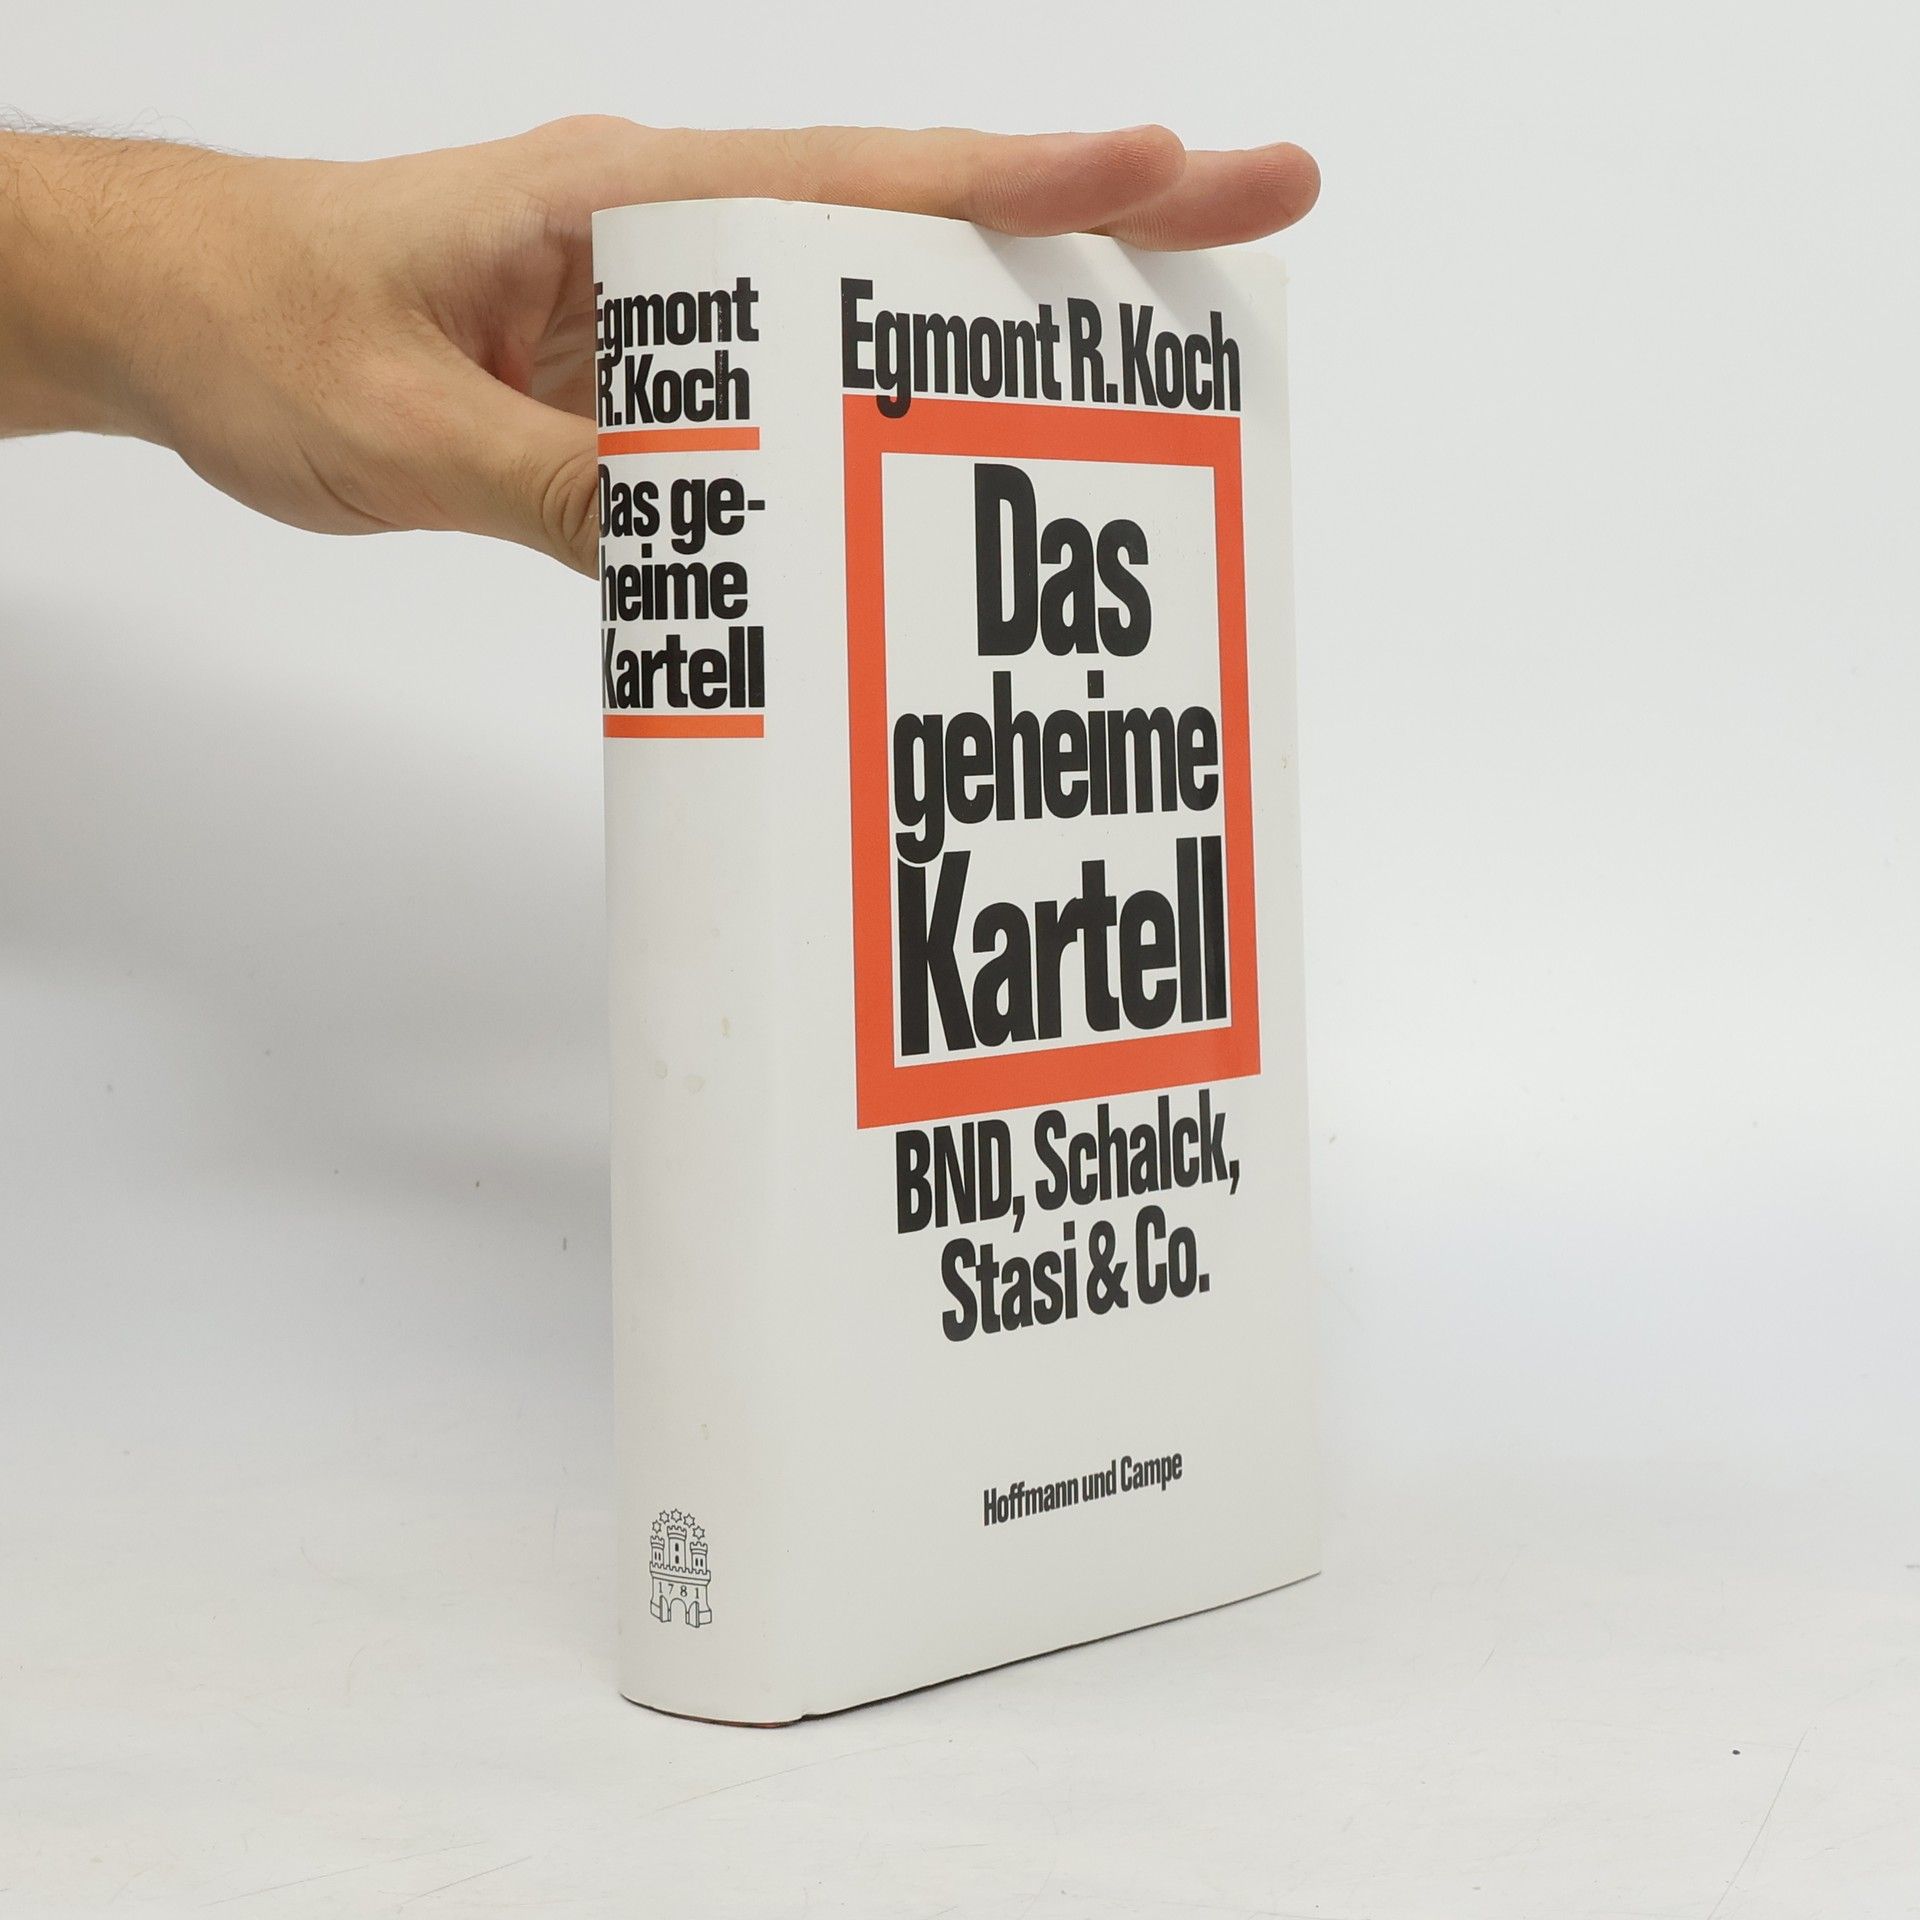 Egmont
R. Koch
Das ge-
heime
Kartell
1781
Egmont R. Koch
Das
geheime
Kartell
BND, Schalck,
Stasi & Co.
Hoffmann und Campe